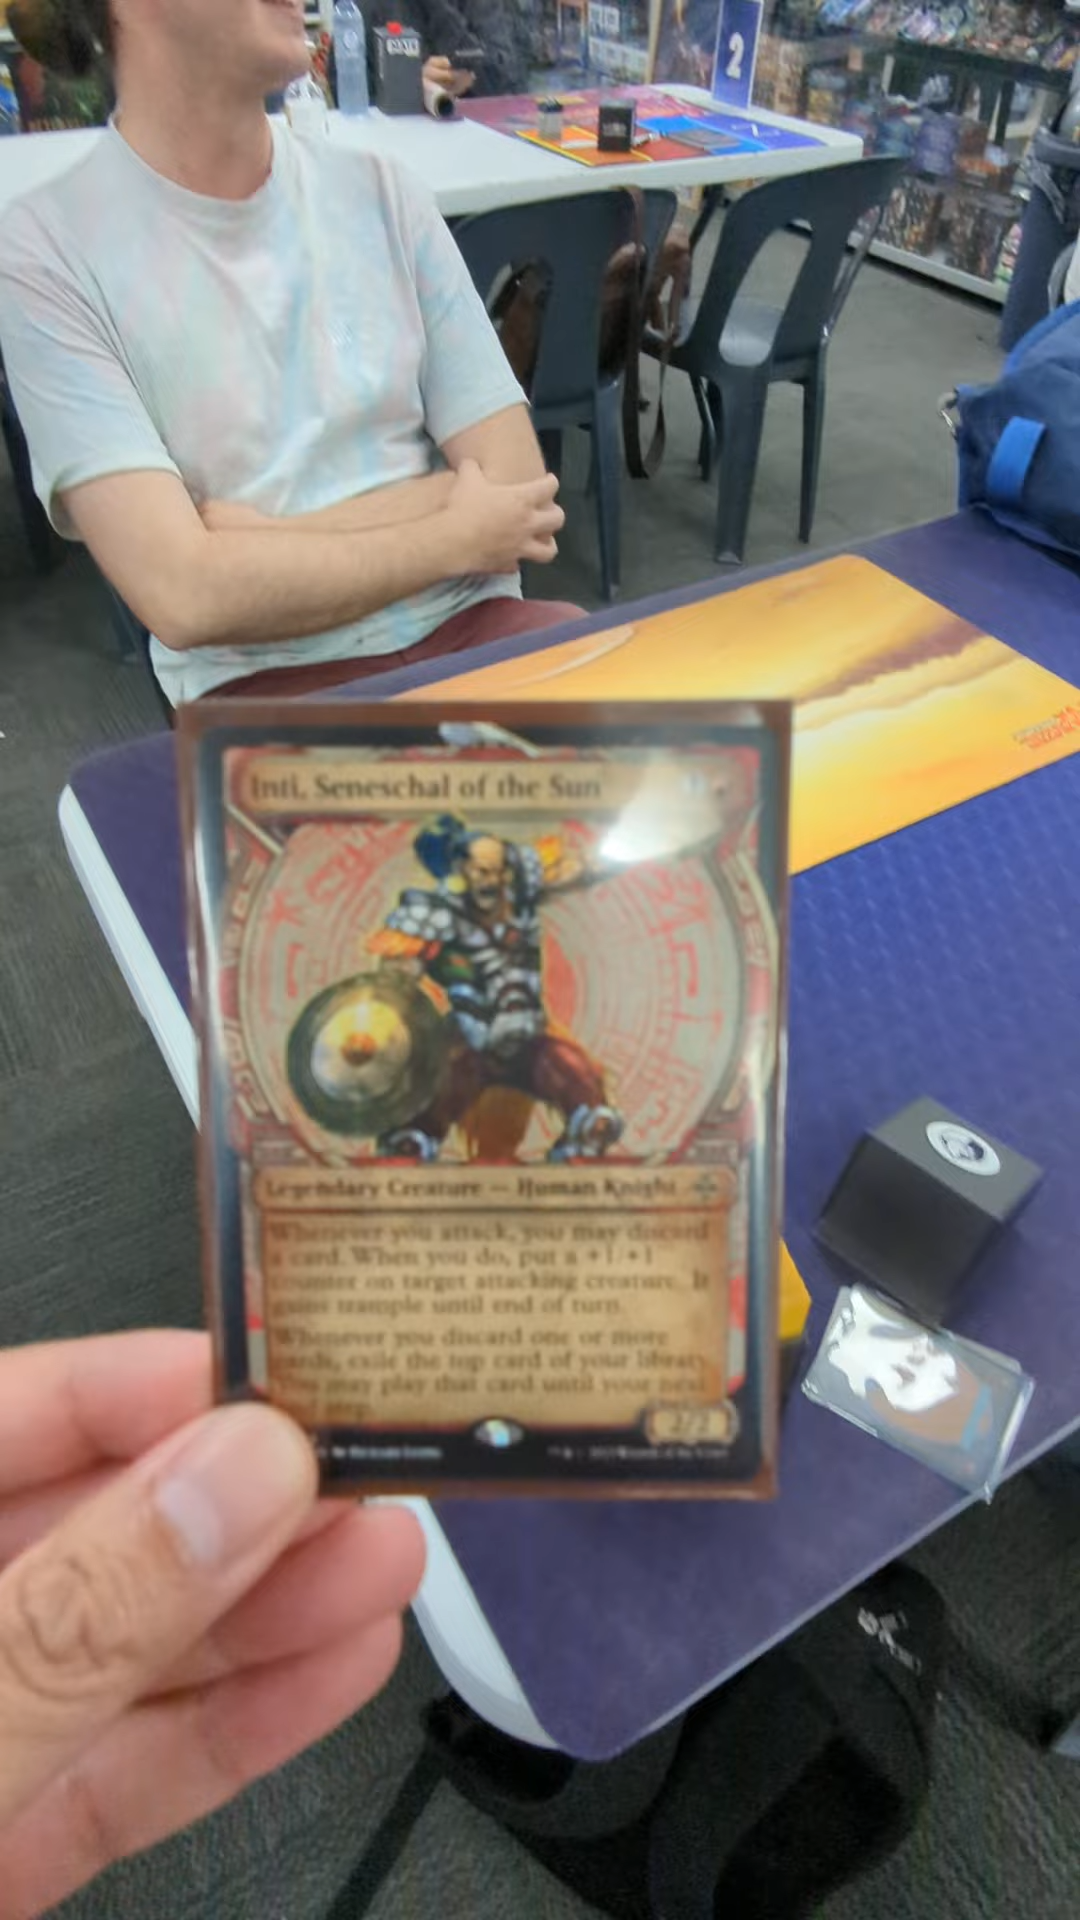 2
Inti, Seneschal of the Sun
Legendary Creature — Human Knight
Whenever you attack, you may discard
a card. When you do, put a +1/+1
counter on target attacking creature. It
gains trample until end of turn.
Whenever you discard one or more
cards, exile the top card of your library.
You may play that card until your next
end step.
2/2